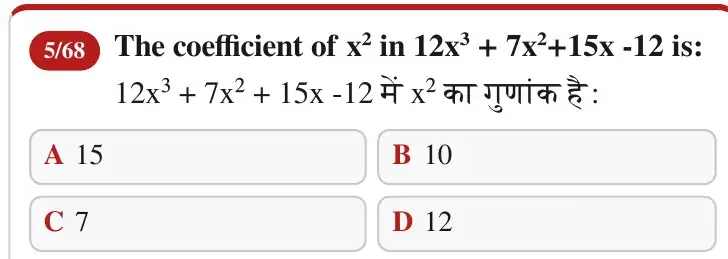 5/68 The coefficient of x² in 12x³ + 7x²+15x -12 is:
12x³ + 7x² + 15x -12 में x² का गुणांक है :
A 15
B 10
C 7
D 12